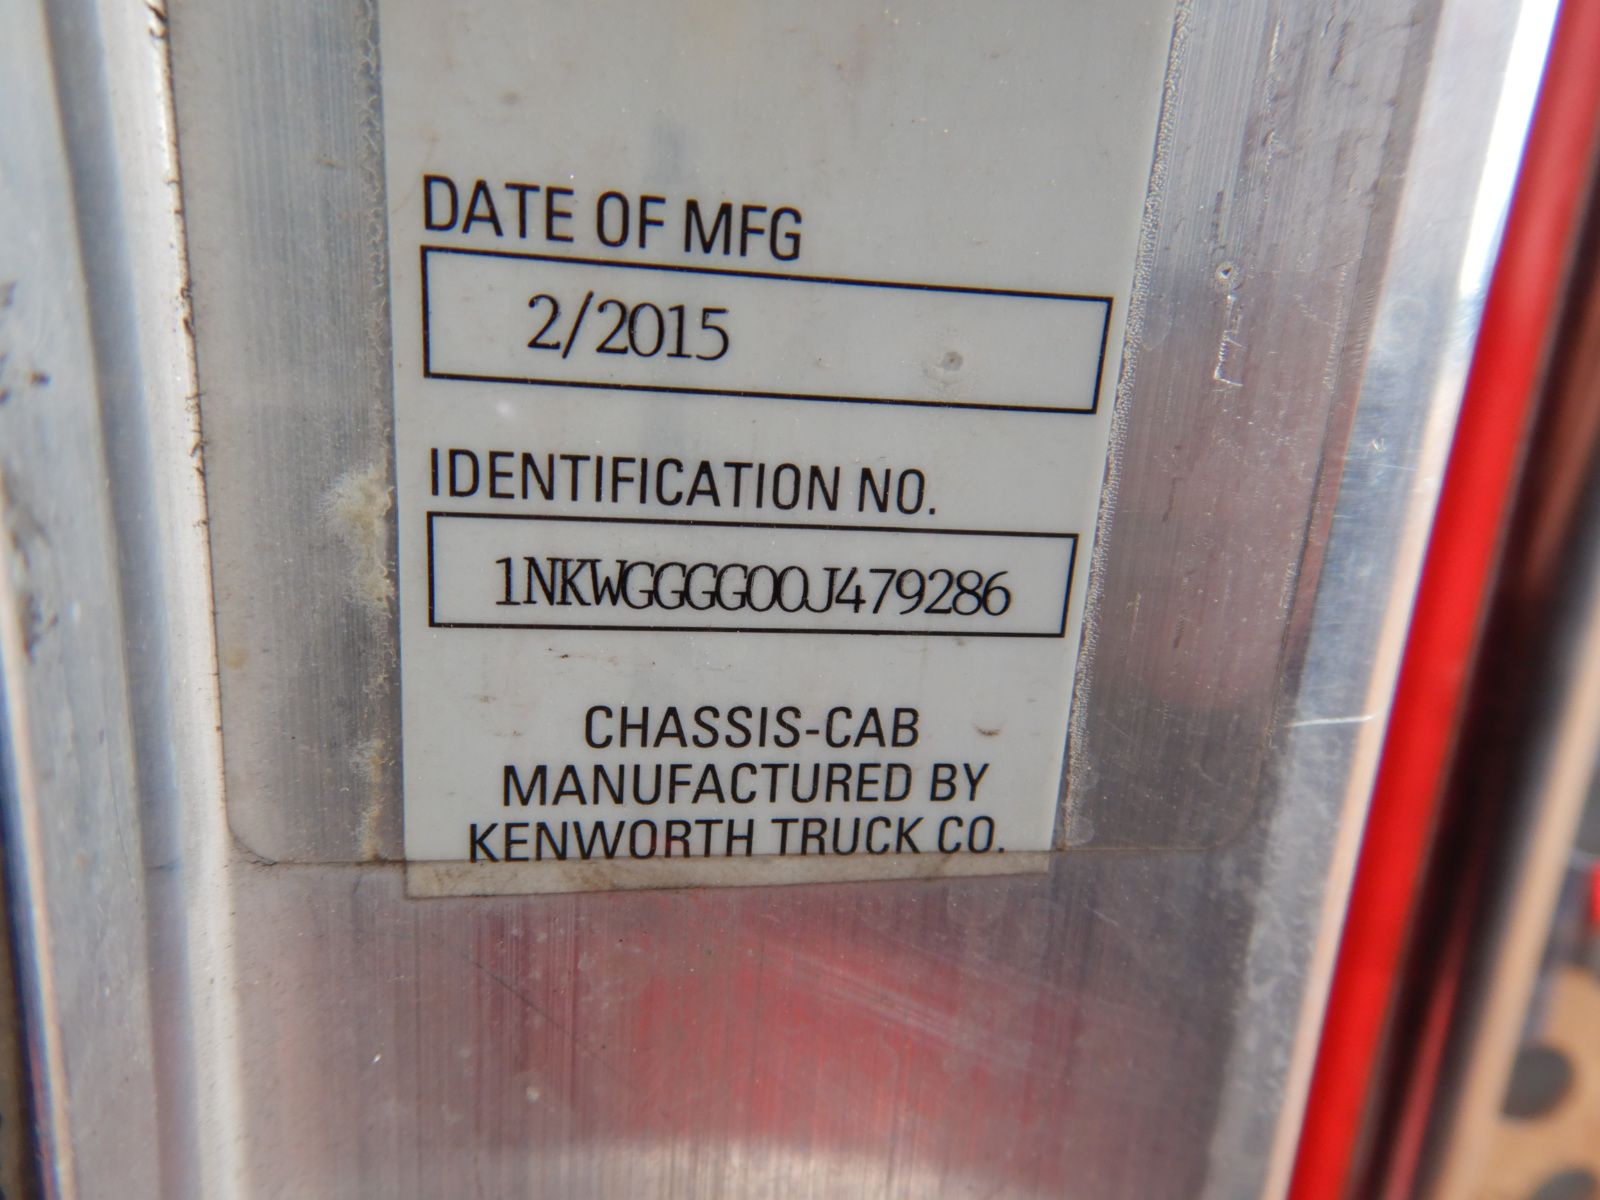 DATE OF MFG
2/2015
IDENTIFICATION NO.
1NKWGGGG00J479286
CHASSIS-CAB
MANUFACTURED BY
KENWORTH TRUCK CO.